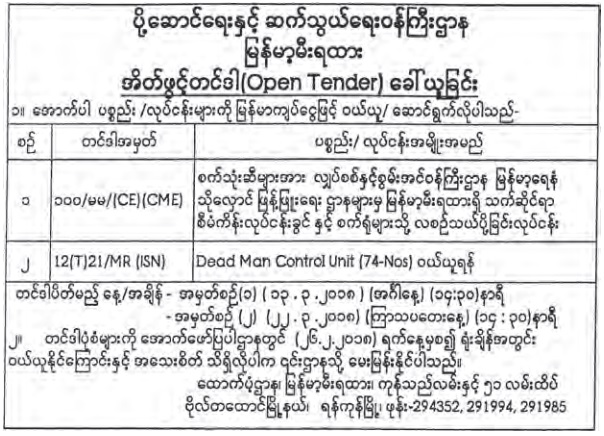 ပို့ဆောင်ရေးနှင့် ဆက်သွယ်ရေးဝန်ကြီးဌာန
မြန်မာ့မီးရထား
အိတ်ဖွင့်တင်ဒါ(Open Tender) ခေါ်ယူခြင်း
၁။ အောက်ပါ ပစ္စည်း /လုပ်ငန်းများကို မြန်မာကျပ်ငွေဖြင့် ဝယ်ယူ/ ဆောင်ရွက်လိုပါသည်-
စဉ် တင်ဒါအမှတ် ပစ္စည်း/ လုပ်ငန်းအမျိုးအမည်
၁ ၁၀၀/မမ/(CE)(CME) စက်သုံးဆီများအား လျှပ်စစ်နှင့်စွမ်းအင်ဝန်ကြီးဌာန မြန်မာ့ရေနံ
သိုလှောင် ဖြန့်ဖြူးရေး ဌာနများမှ မြန်မာ့မီးရထားရှိ သက်ဆိုင်ရာ
စီမံကိန်းလုပ်ငန်းခွင် နှင့် စက်ရုံများသို့ လစဉ်သယ်ပို့ခြင်းလုပ်ငန်း
၂ 12(T)21/MR (ISN) Dead Man Control Unit (74-Nos) ဝယ်ယူရန်
တင်ဒါပိတ်မည့် နေ့/အချိန် - အမှတ်စဉ်(၁) (၁၃.၃.၂၀၁၈) (အင်္ဂါနေ့) (၁၄:၃၀)နာရီ
- အမှတ်စဉ် (၂) (၂၂.၃.၂၀၁၈) (ကြာသပတေးနေ့) (၁၄ : ၃၀)နာရီ
၂။ တင်ဒါပုံစံများကို အောက်ဖော်ပြပါဌာနတွင် (၂၆.၂.၂၀၁၈) ရက်နေ့မှစ၍ ရုံးချိန်အတွင်း
ဝယ်ယူနိုင်ကြောင်းနှင့် အသေးစိတ် သိရှိလိုပါက ၎င်းဌာနသို့ မေးမြန်းနိုင်ပါသည်။
ထောက်ပံ့ဌာန၊ မြန်မာ့မီးရထား၊ ကုန်သည်လမ်းနှင့် ၅၁ လမ်းထိပ်
ဗိုလ်တထောင်မြို့နယ်၊ ရန်ကုန်မြို့၊ ဖုန်း-294352, 291994, 291985